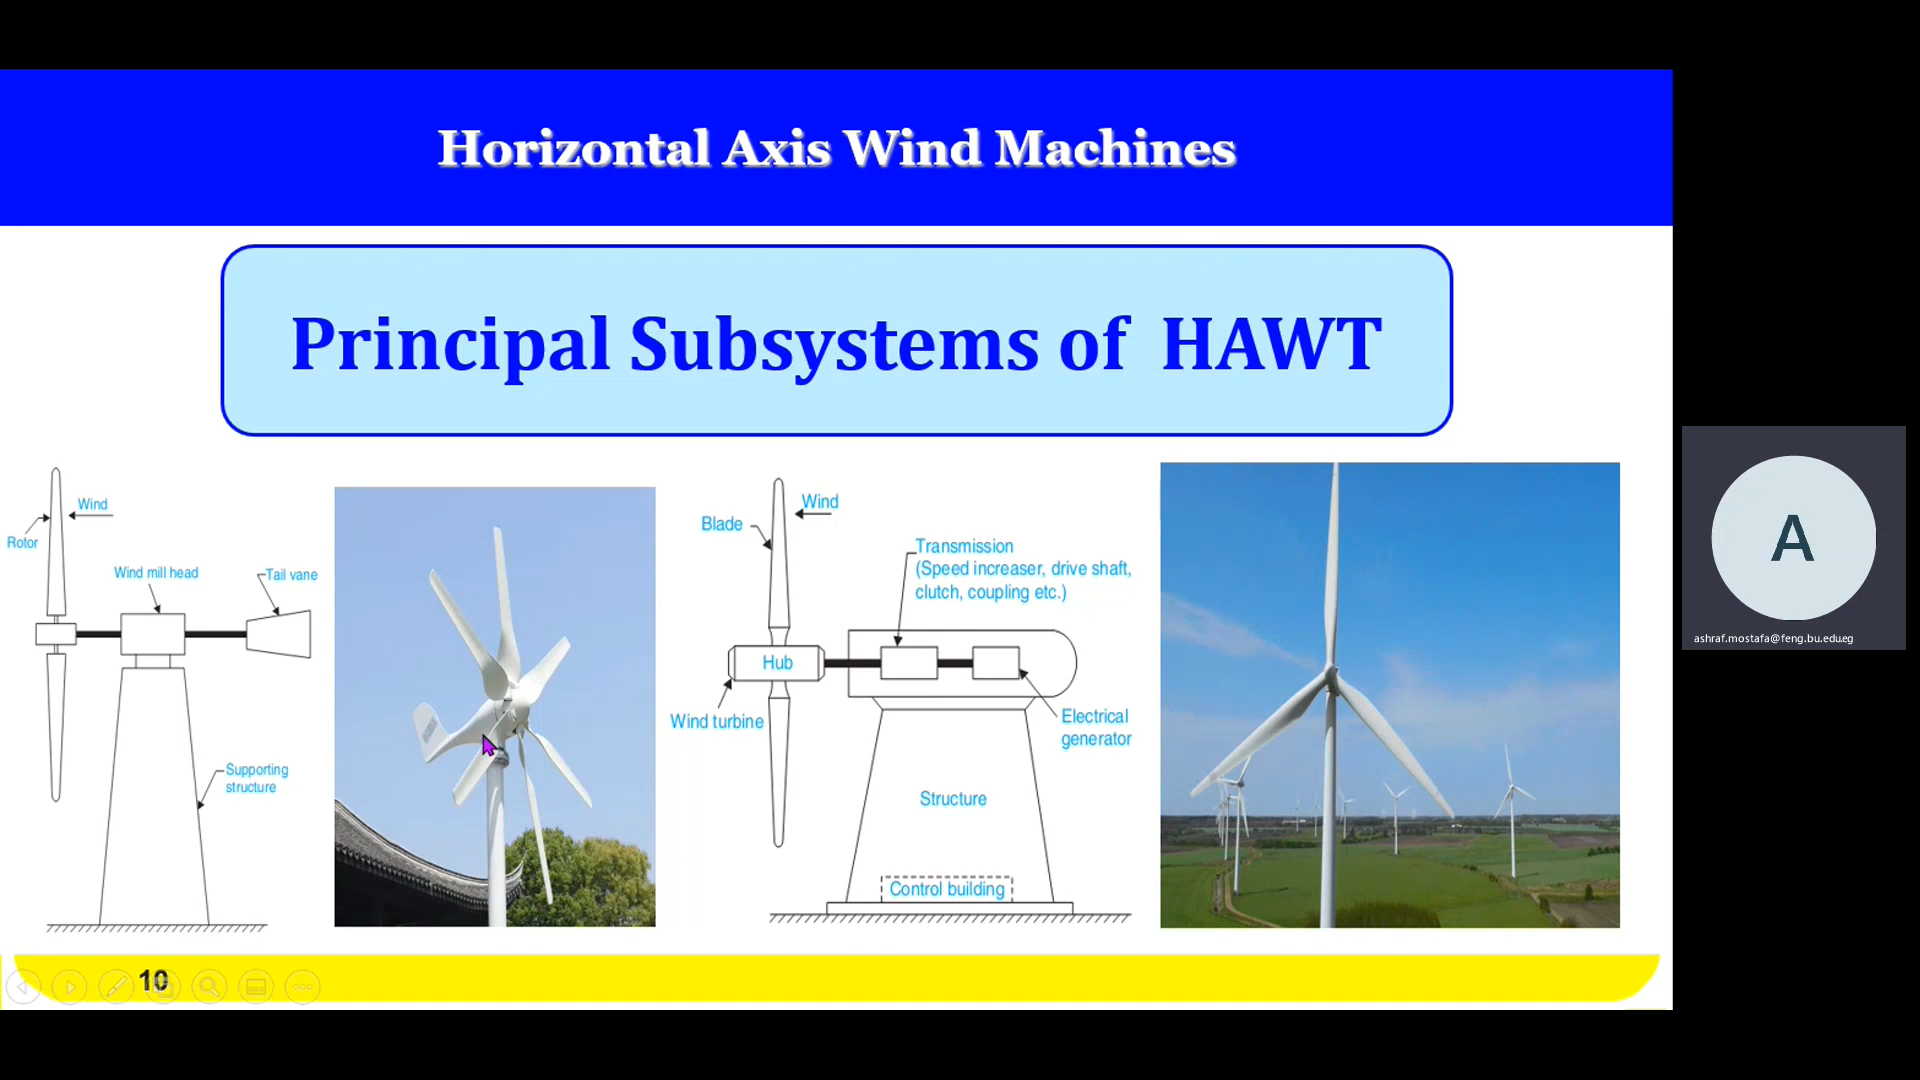 Horizontal Axis Wind Machines
Principal Subsystems of HAWT
Wind
Rotor
Wind mill head
Tail vane
Supporting
structure
Wind
Blade
Transmission
(Speed increaser, drive shaft,
clutch, coupling etc.)
Hub
Wind turbine
Electrical
generator
Structure
Control building
10
A
ashraf.mostafa@feng.bu.edu.eg